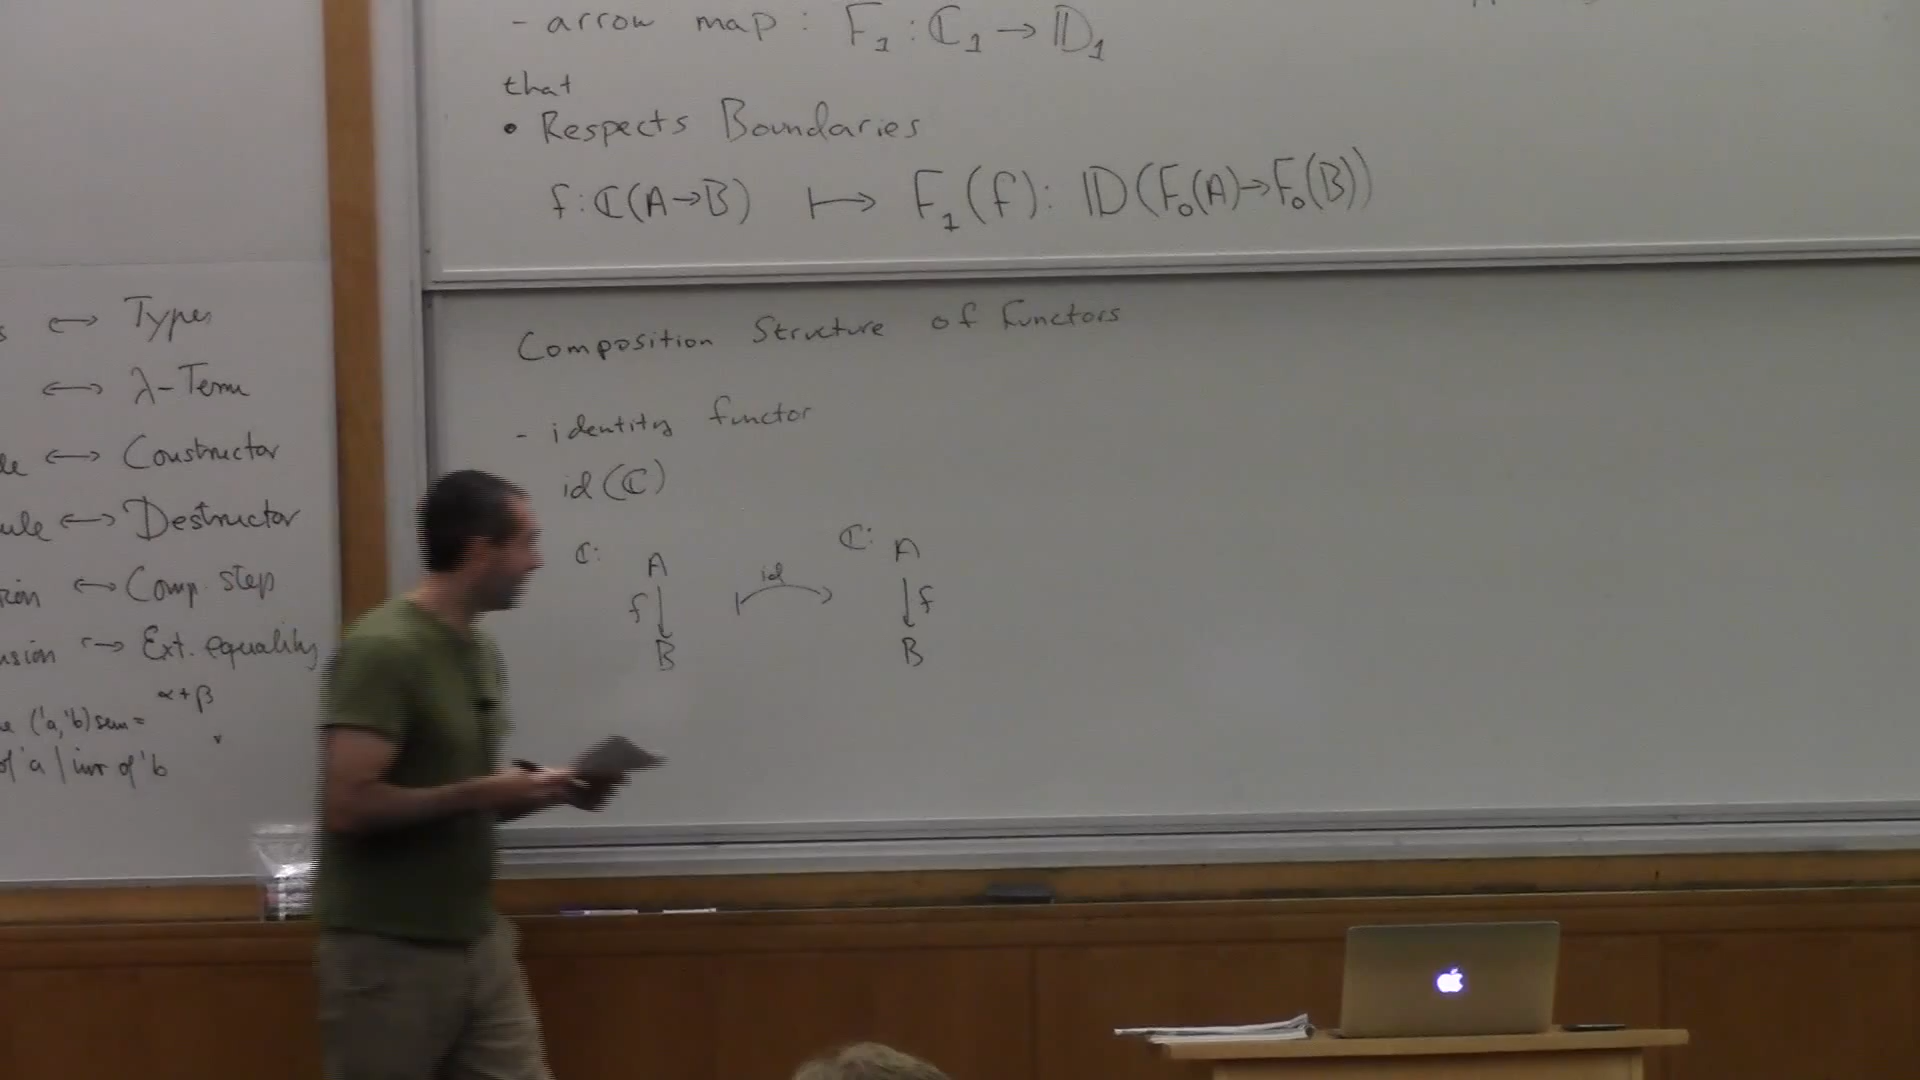 ↔ Types
↔ λ-Term
↔ Constructor
↔ Destructor
↔ Comp. step
↔ Ext. equality
α+β
('a,'b) sum =
of 'a | inr of 'b
- arrow map : F₁ : ℂ₁ → 𝔻₁
that
• Respects Boundaries
f : ℂ(A→B) ↦ F₁(f) : 𝔻(F₀(A)→F₀(B))
Composition Structure of Functors
- identity functor
id(ℂ)
ℂ: A ℂ: A
f ↓ ↦ id ↓ f
B B